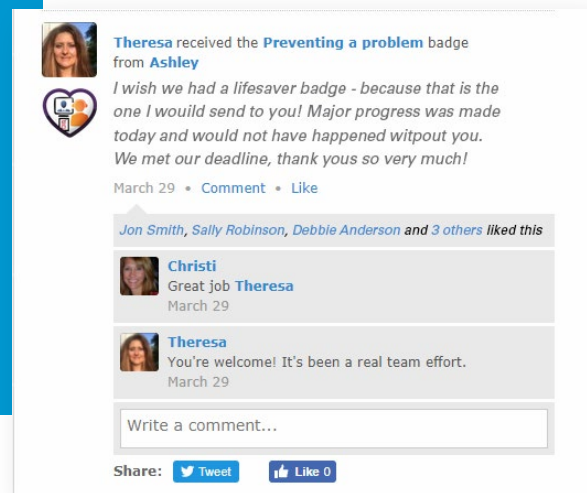 Theresa received the Preventing a problem badge
from Ashley
I wish we had a lifesaver badge - because that is the
one I wouild send to you! Major progress was made
today and would not have happened witpout you.
We met our deadline, thank yous so very much!
March 29 • Comment • Like
Jon Smith, Sally Robinson, Debbie Anderson and 3 others liked this
Christi
Great job Theresa
March 29
Theresa
You're welcome! It's been a real team effort.
March 29
Write a comment...
Share: Tweet Like 0